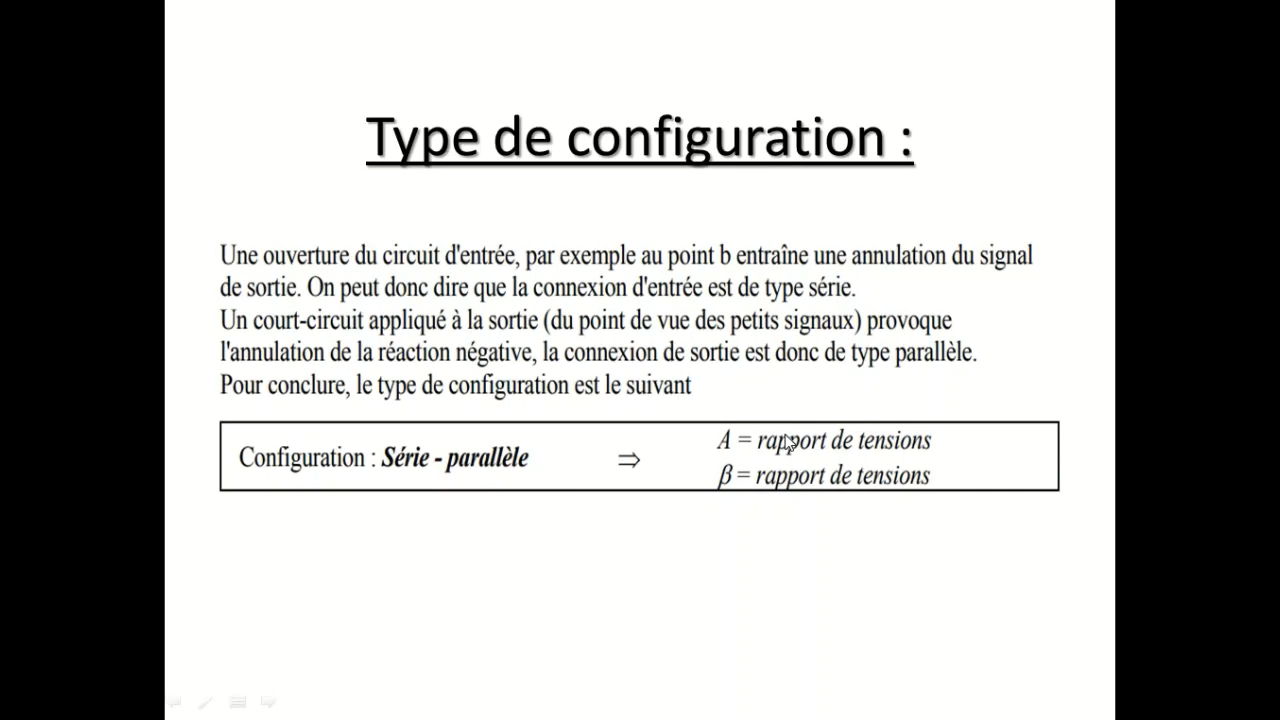 Type de configuration :
Une ouverture du circuit d'entrée, par exemple au point b entraîne une annulation du signal
de sortie. On peut donc dire que la connexion d'entrée est de type série.
Un court-circuit appliqué à la sortie (du point de vue des petits signaux) provoque
l'annulation de la réaction négative, la connexion de sortie est donc de type parallèle.
Pour conclure, le type de configuration est le suivant
Configuration : Série - parallèle ⇒
A = rapport de tensions
β = rapport de tensions